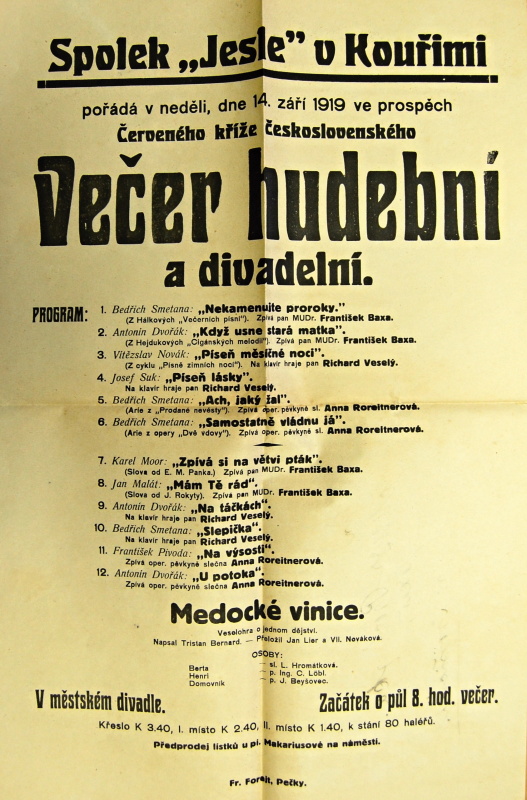 Spolek „Jesle” v Kouřimi
pořádá v neděli, dne 14. září 1919 ve prospěch
Červeného kříže Československého
Večer hudební
a divadelní.
PROGRAM:
1. Bedřich Smetana: „Nekamenujte proroky.”
(Z Hálkových „Večerních písní”). Zpívá pan MUDr. František Baxa.
2. Antonín Dvořák: „Když usne stará matka”.
(Z Hejdukových „Cigánských melodií”). Zpívá pan MUDr. František Baxa.
3. Vítězslav Novák: „Píseň měsíčné noci”.
(Z cyklu „Písně zimních nocí”). Na klavír hraje pan Richard Veselý.
4. Josef Suk: „Píseň lásky”.
Na klavír hraje pan Richard Veselý.
5. Bedřich Smetana: „Ach, jaký žal”.
(Arie z „Prodané nevěsty”). Zpívá oper. pěvkyně sl. Anna Roreitnerová.
6. Bedřich Smetana: „Samostatně vládnu já”.
(Arie z opery „Dvě vdovy”). Zpívá oper. pěvkyně sl. Anna Roreitnerová.
7. Karel Moor: „Zpívá si na větvi pták”.
(Slova od E. M. Panka.) Zpívá pan MUDr. František Baxa.
8. Jan Malát: „Mám Tě rád”.
(Slova od J. Rokyty). Zpívá pan MUDr. František Baxa.
9. Antonín Dvořák: „Na táčkách”.
Na klavír hraje pan Richard Veselý.
10. Bedřich Smetana: „Slepička”.
Na klavír hraje pan Richard Veselý.
11. František Pivoda: „Na výsosti”.
Zpívá oper. pěvkyně slečna Anna Roreitnerová.
12. Antonín Dvořák: „U potoka”.
Zpívá oper. pěvkyně slečna Anna Roreitnerová.
Medocké vinice.
Veselohra o jednom dějství.
Napsal Tristan Bernard. — Přeložil Jan Lier a Vil. Nováková.
OSOBY:
Berta — sl. L. Hromátková.
Henri — p. Ing. C. Löbl.
Domovník — p. J. Beyšovec.
V městském divadle. Začátek o půl 8. hod. večer.
Křeslo K 3.40, I. místo K 2.40, II. místo K 1.40, k stání 80 haléřů.
Předprodej lístků u pí. Makariusové na náměstí.
Fr. Forejt, Pečky.